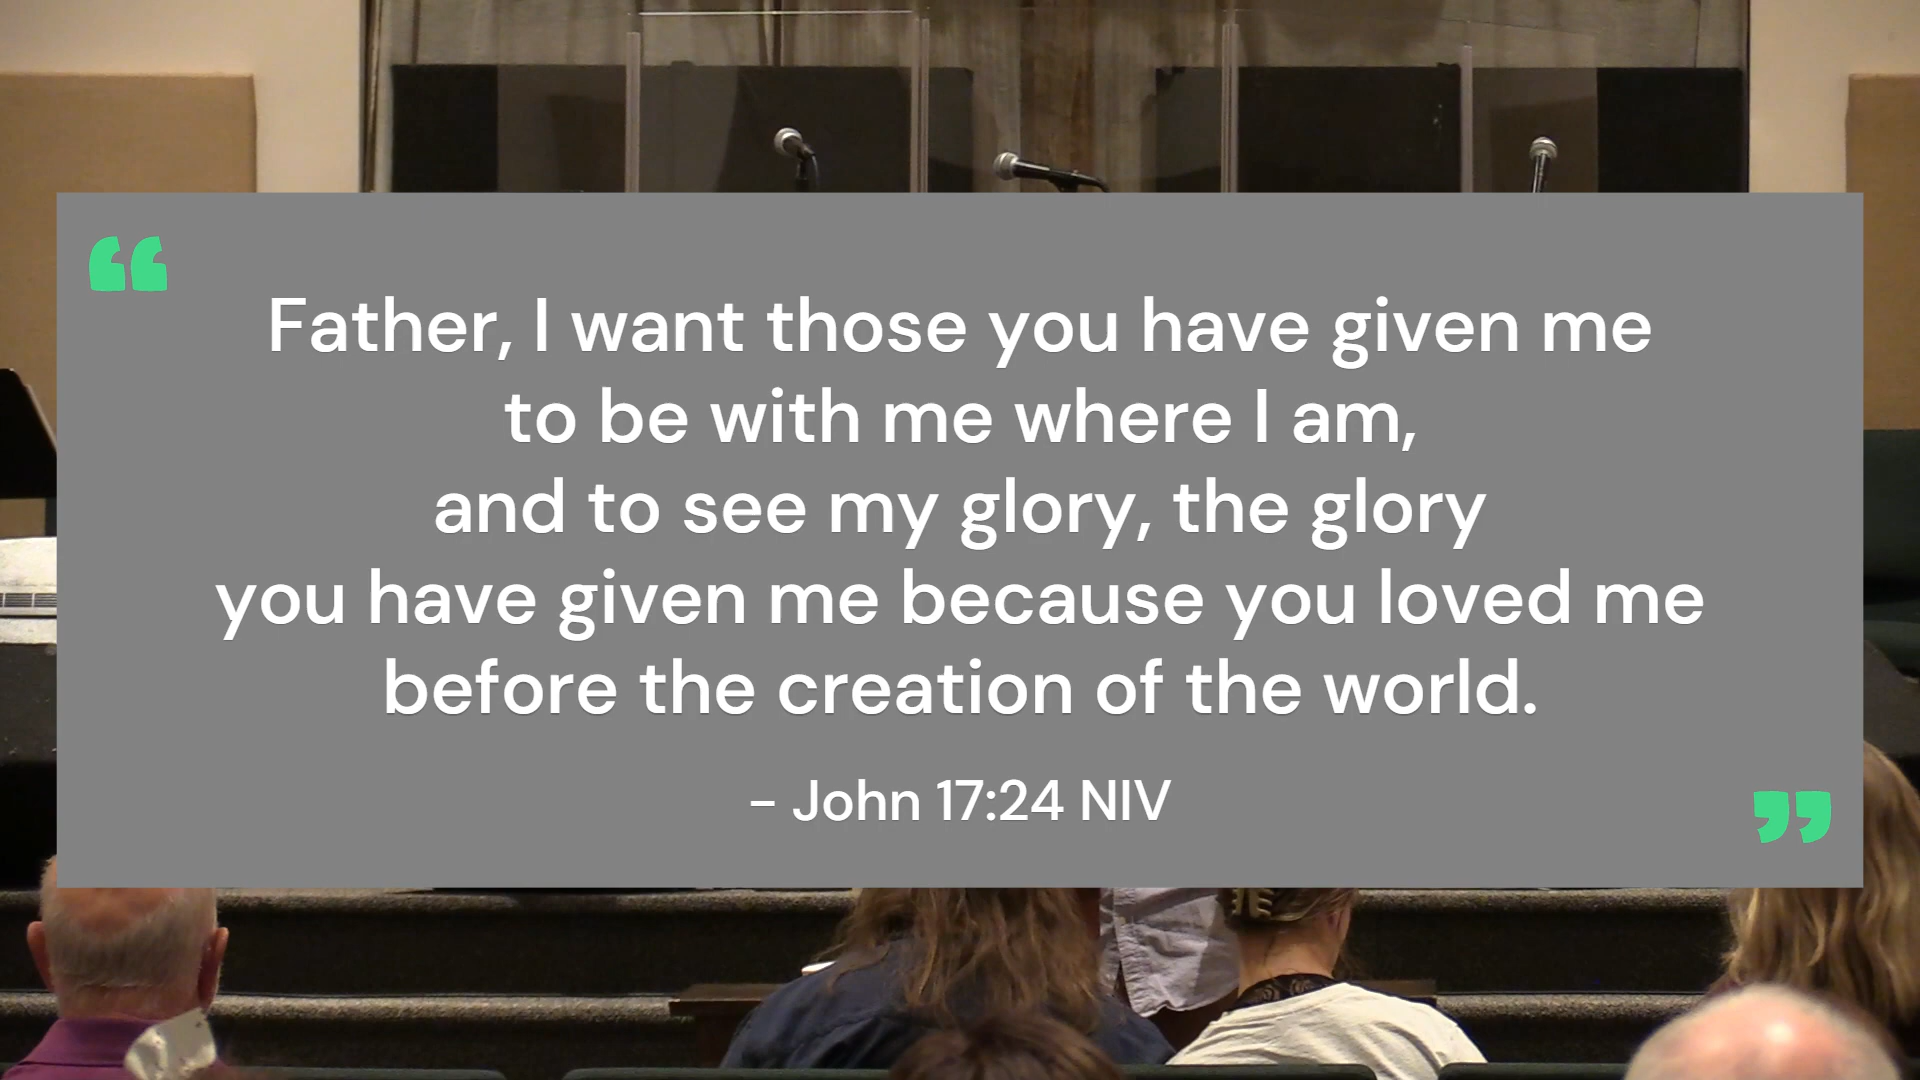 “
Father, I want those you have given me
to be with me where I am,
and to see my glory, the glory
you have given me because you loved me
before the creation of the world.
- John 17:24 NIV
”